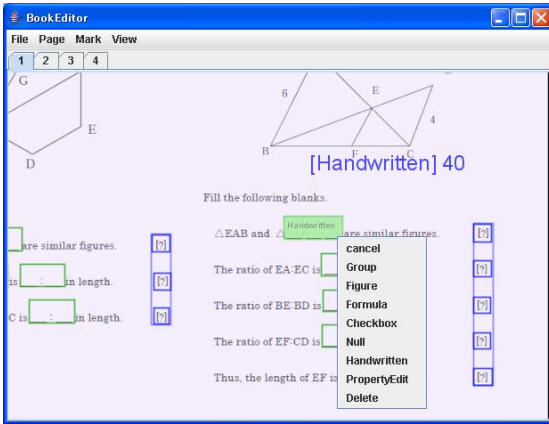 BookEditor
File Page Mark View
1 2 3 4
G
E
D
6
E
4
B F C
[Handwritten] 40
Fill the following blanks.
△EAB and △ Handwritten are similar figures. [?]
are similar figures. [?]
The ratio of EA:EC is [?]
is : in length. [?]
The ratio of BE:BD is [?]
C is : in length. [?]
The ratio of EF:CD is [?]
Thus, the length of EF is [?]
cancel
Group
Figure
Formula
Checkbox
Null
Handwritten
PropertyEdit
Delete